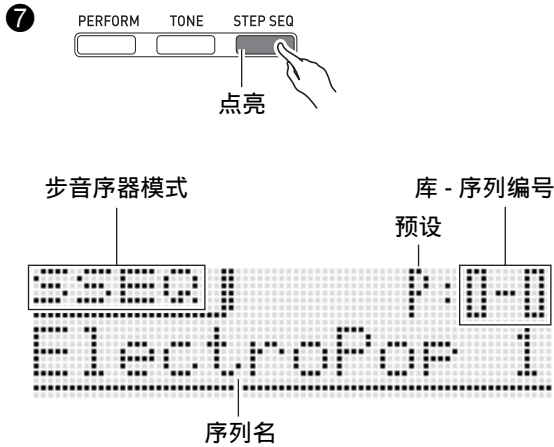 7
PERFORM TONE STEP SEQ
点亮
步音序器模式
库 - 序列编号
预设
SSEQ P:0-0
ElectroPop 1
序列名